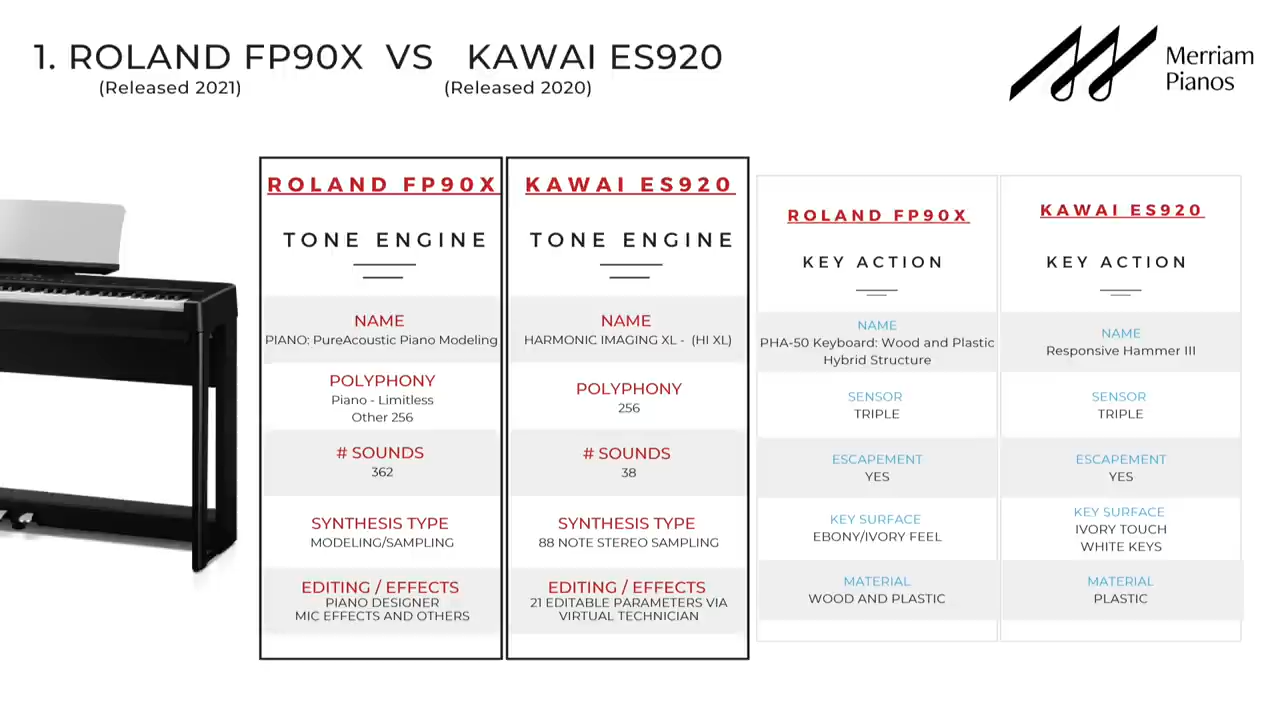 1. ROLAND FP90X VS KAWAI ES920
(Released 2021) (Released 2020)
Merriam
Pianos
ROLAND FP90X
TONE ENGINE
NAME
PIANO: PureAcoustic Piano Modeling
POLYPHONY
Piano - Limitless
Other 256
# SOUNDS
362
SYNTHESIS TYPE
MODELING/SAMPLING
EDITING / EFFECTS
PIANO DESIGNER
MIC EFFECTS AND OTHERS
KAWAI ES920
TONE ENGINE
NAME
HARMONIC IMAGING XL - (HI XL)
POLYPHONY
256
# SOUNDS
38
SYNTHESIS TYPE
88 NOTE STEREO SAMPLING
EDITING / EFFECTS
21 EDITABLE PARAMETERS VIA
VIRTUAL TECHNICIAN
ROLAND FP90X
KEY ACTION
NAME
PHA-50 Keyboard: Wood and Plastic
Hybrid Structure
SENSOR
TRIPLE
ESCAPEMENT
YES
KEY SURFACE
EBONY/IVORY FEEL
MATERIAL
WOOD AND PLASTIC
KAWAI ES920
KEY ACTION
NAME
Responsive Hammer III
SENSOR
TRIPLE
ESCAPEMENT
YES
KEY SURFACE
IVORY TOUCH
WHITE KEYS
MATERIAL
PLASTIC